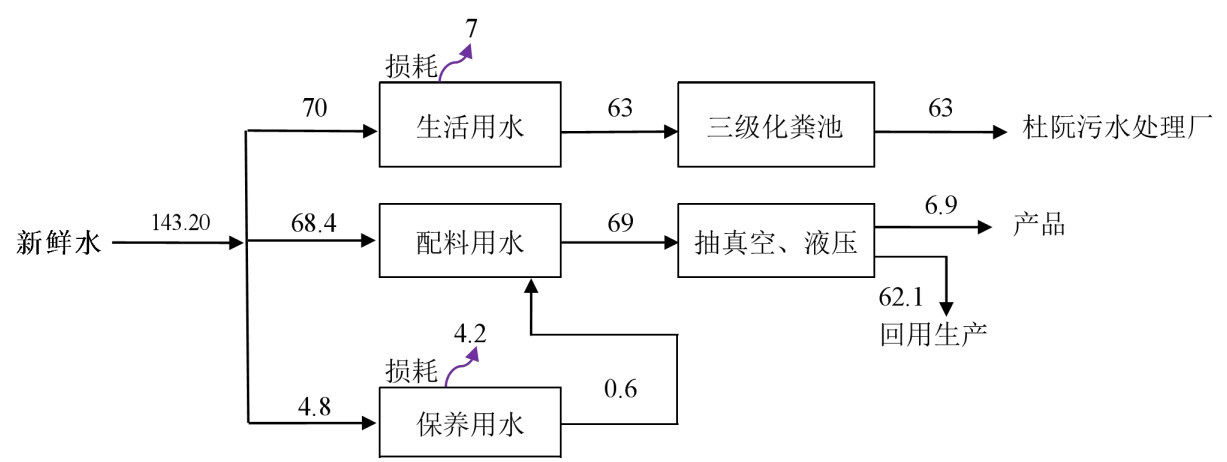 7
损耗
70
生活用水
63
三级化粪池
63
杜阮污水处理厂
新鲜水
143.20
68.4
配料用水
69
抽真空、液压
6.9
产品
62.1
回用生产
4.2
损耗
4.8
保养用水
0.6